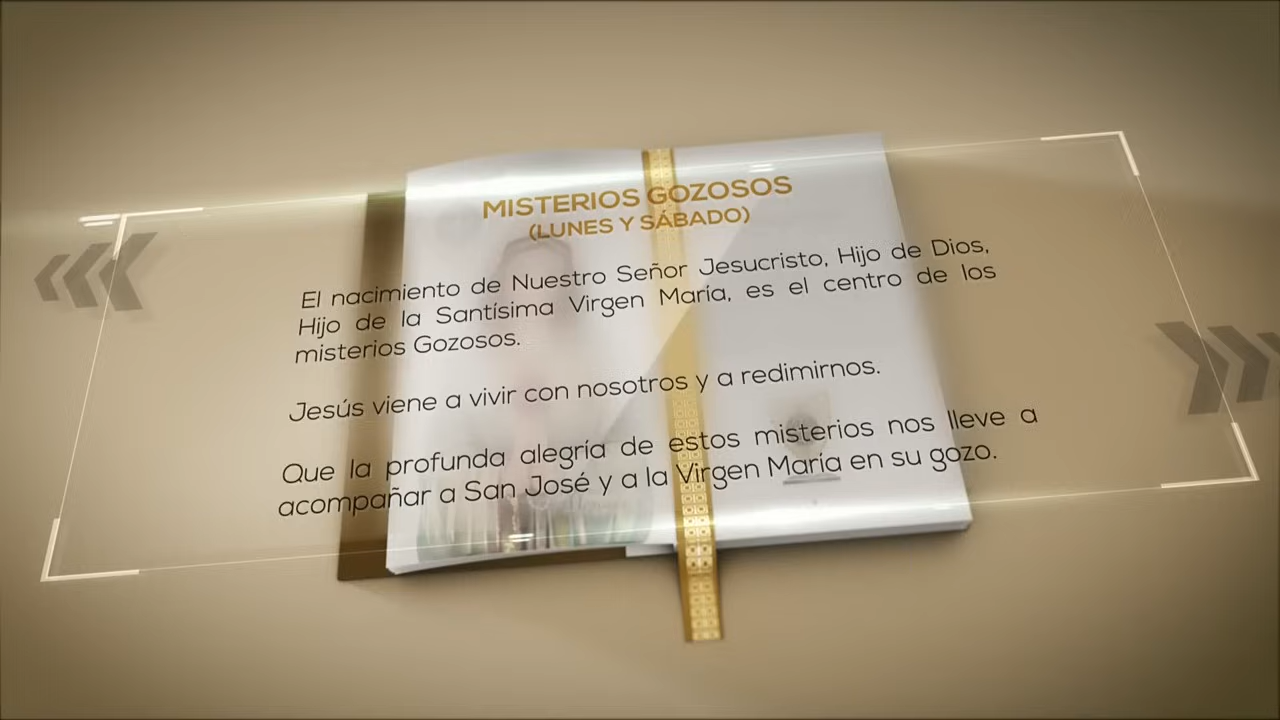 MISTERIOS GOZOSOS
(LUNES Y SÁBADO)
El nacimiento de Nuestro Señor Jesucristo, Hijo de Dios,
Hijo de la Santísima Virgen María, es el centro de los
misterios Gozosos.
Jesús viene a vivir con nosotros y a redimirnos.
Que la profunda alegría de estos misterios nos lleve a
acompañar a San José y a la Virgen María en su gozo.